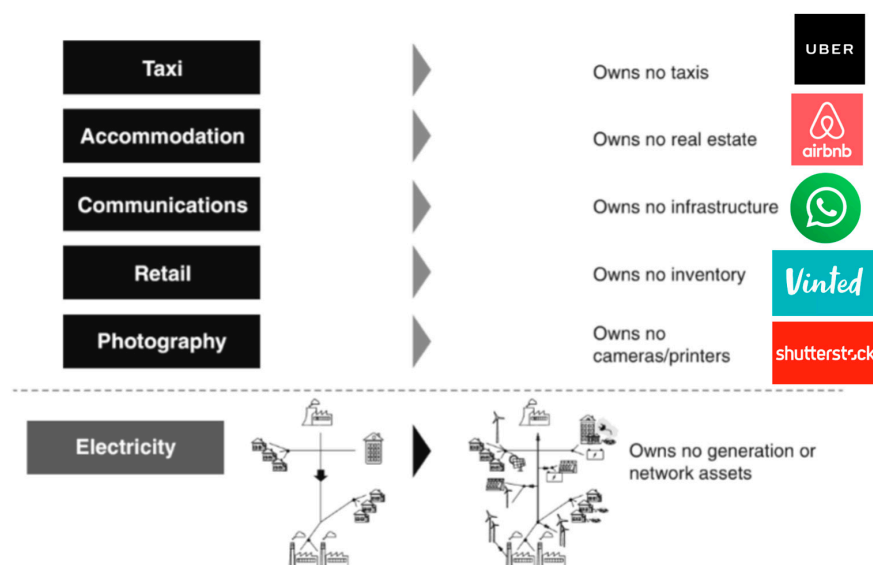 Taxi
Owns no taxis
UBER
Accommodation
Owns no real estate
airbnb
Communications
Owns no infrastructure
Retail
Owns no inventory
Vinted
Photography
Owns no
cameras/printers
shutterstock
Electricity
Owns no generation or
network assets